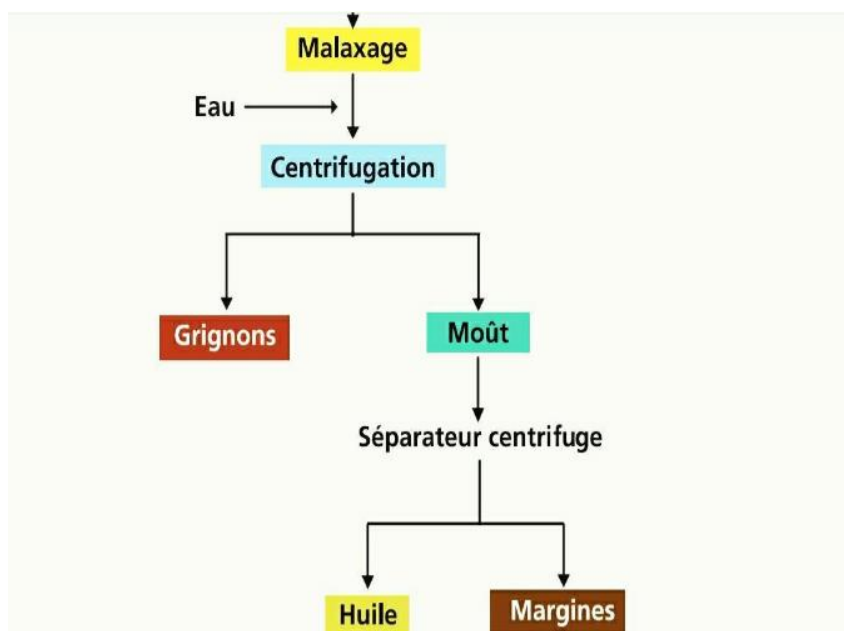 Malaxage
Eau
Centrifugation
Grignons
Moût
Séparateur centrifuge
Huile
Margines